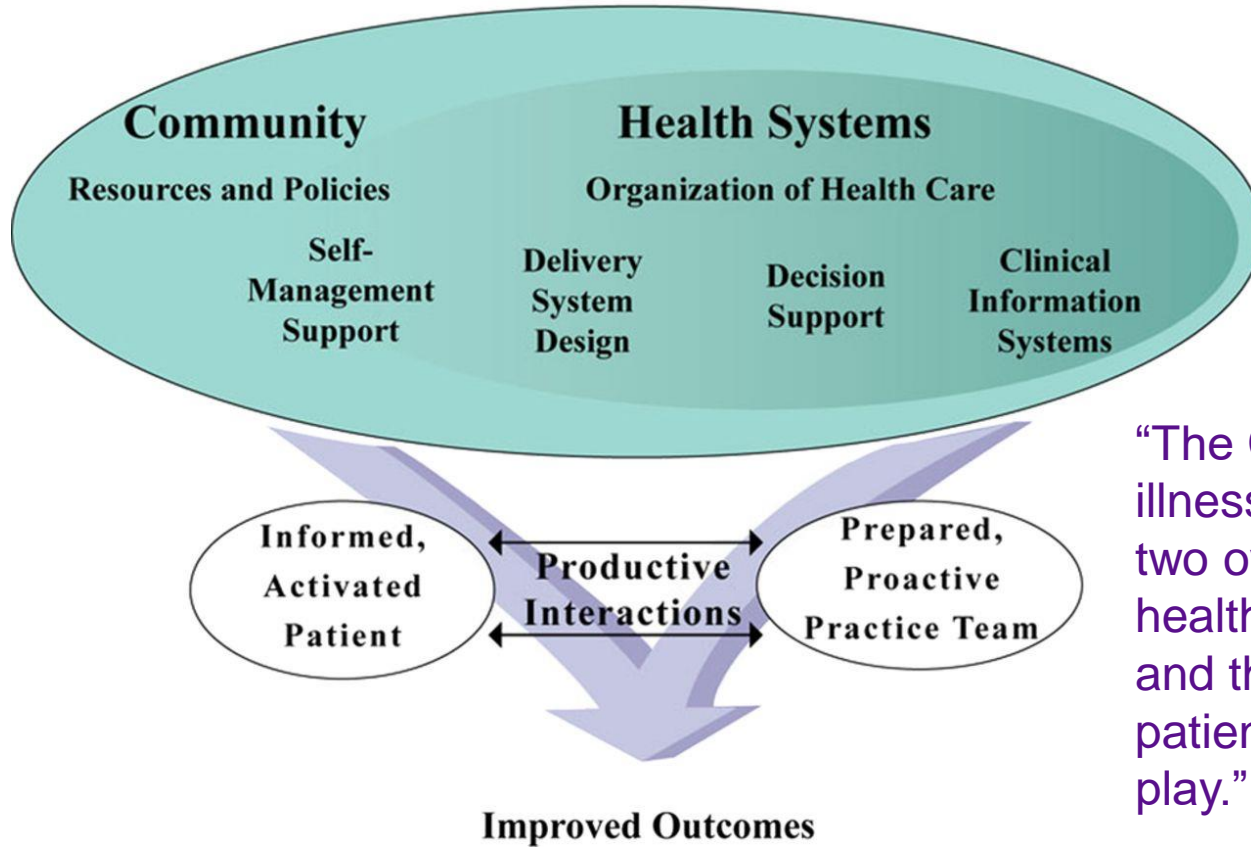 Community
Health Systems
Resources and Policies
Organization of Health Care
Self-
Management
Support
Delivery
System
Design
Decision
Support
Clinical
Information
Systems
Informed,
Activated
Patient
Productive
Interactions
Prepared,
Proactive
Practice Team
Improved Outcomes
“The
illness
two
health
and
play.”